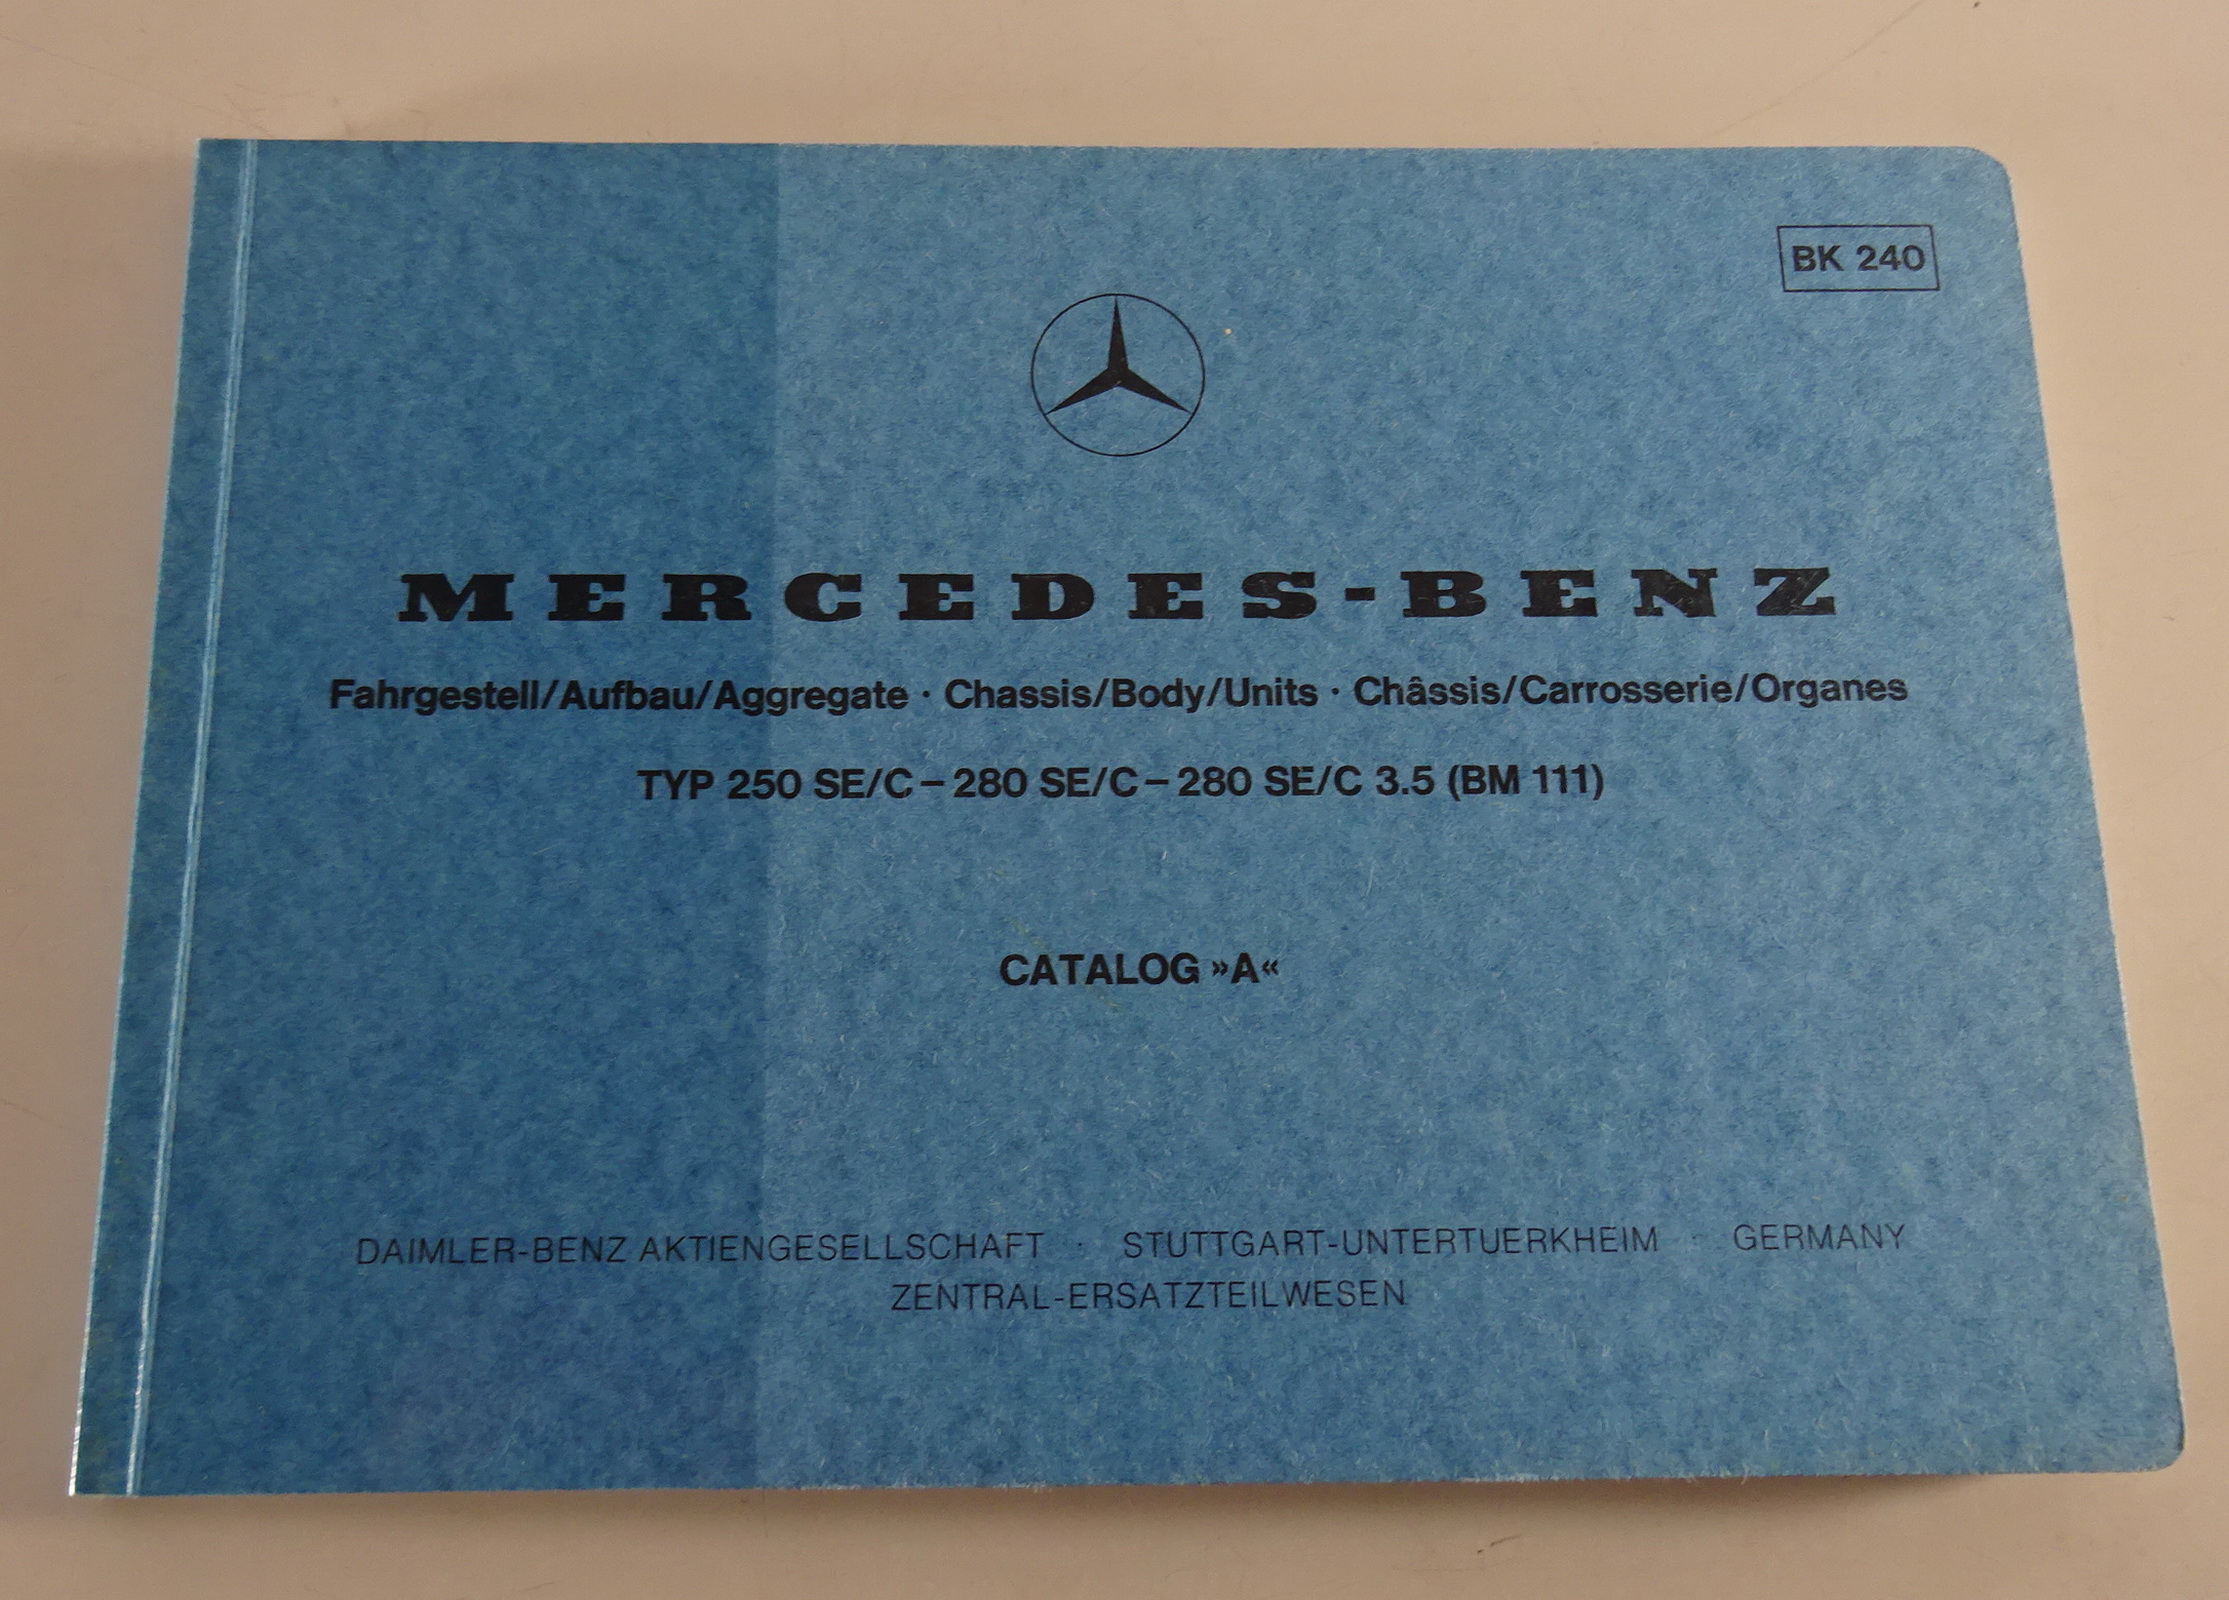 BK 240
MERCEDES-BENZ
Fahrgestell/Aufbau/Aggregate · Chassis/Body/Units · Châssis/Carrosserie/Organes
TYP 250 SE/C – 280 SE/C – 280 SE/C 3.5 (BM 111)
CATALOG »A«
DAIMLER-BENZ AKTIENGESELLSCHAFT · STUTTGART-UNTERTUERKHEIM · GERMANY
ZENTRAL-ERSATZTEILWESEN